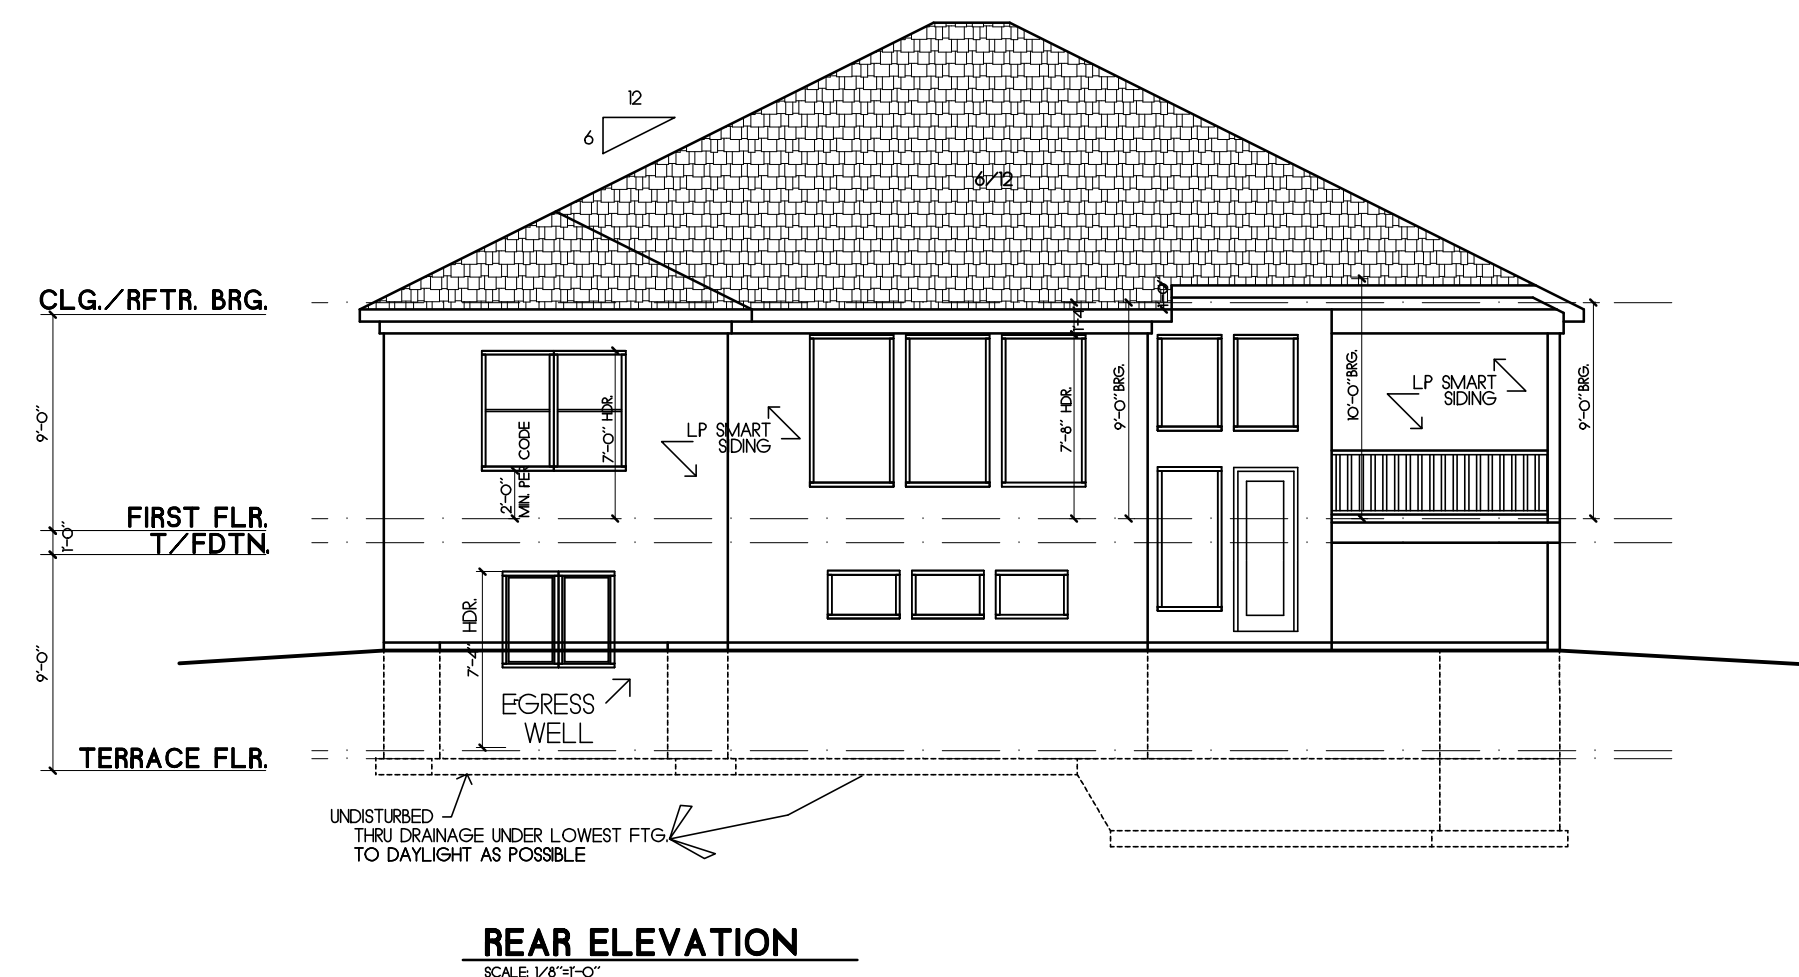 12
6
6/12
CLG./RFTR. BRG.
1'-0"
1'-4"
9'-0"
7'-0" HDR.
LP SMART
SIDING
7'-8" HDR.
9'-0" BRG.
10'-0" BRG.
LP SMART
SIDING
9'-0" BRG.
2'-0"
MIN. PER CODE
FIRST FLR.
1'-0"
T/FDTN.
9'-0"
7'-4" HDR.
EGRESS
WELL
TERRACE FLR.
UNDISTURBED
THRU DRAINAGE UNDER LOWEST FTG.
TO DAYLIGHT AS POSSIBLE
REAR ELEVATION
SCALE: 1/8"=1'-0"